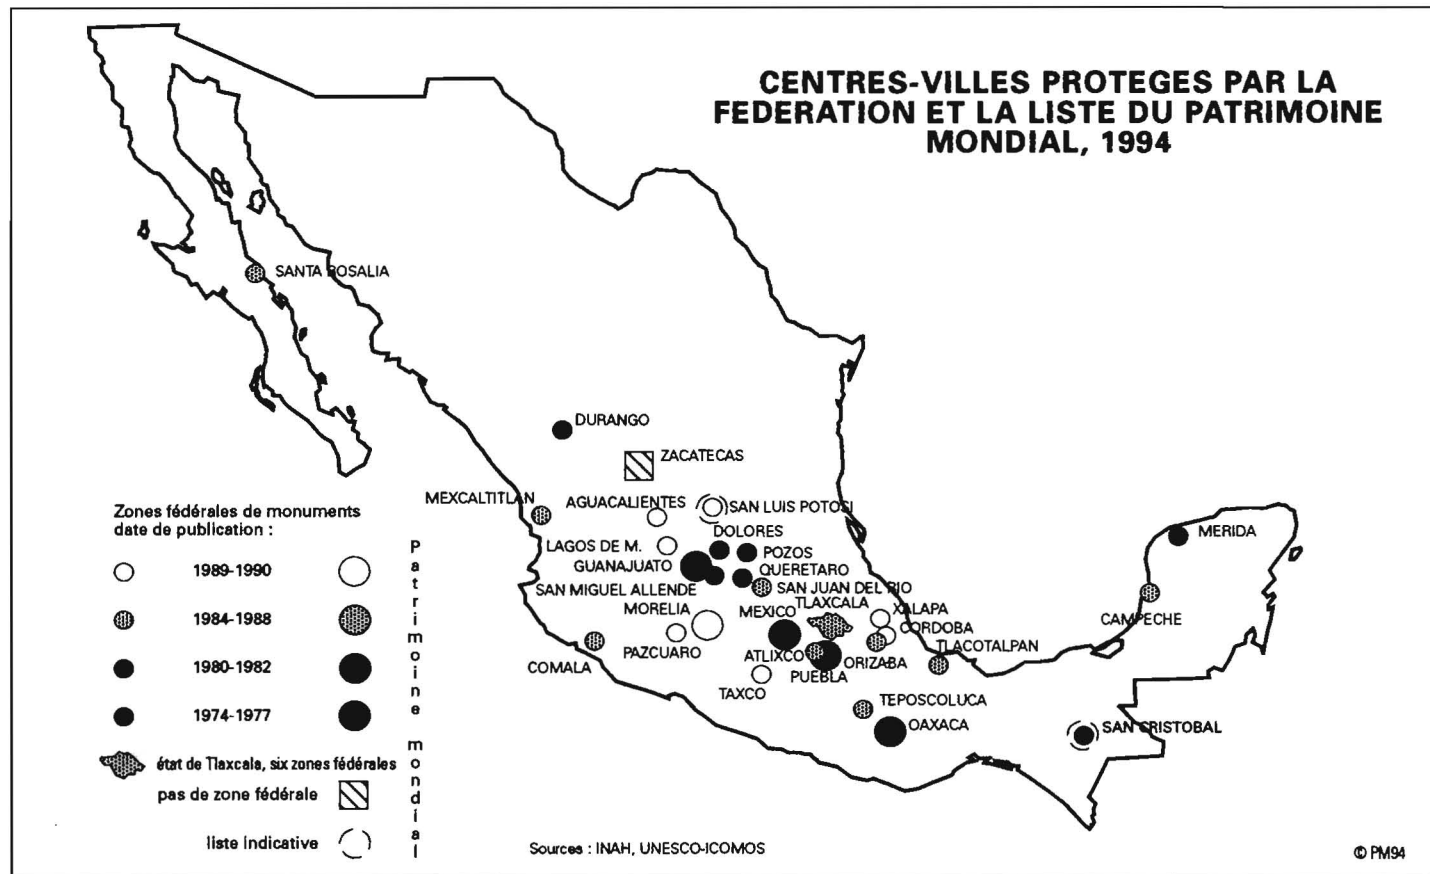 CENTRES-VILLES PROTEGES PAR LA
FEDERATION ET LA LISTE DU PATRIMOINE
MONDIAL, 1994
SANTA ROSALIA
DURANGO
ZACATECAS
MEXCALTITLAN
AGUACALIENTES
SAN LUIS POTOSI
DOLORES
LAGOS DE M.
POZOS
GUANAJUATO
QUERETARO
SAN MIGUEL ALLENDE
SAN JUAN DEL RIO
MORELIA
MEXICO
TLAXCALA
XALAPA
CORDOBA
PAZCUARO
ATLIXCO
ORIZABA
TLACOTALPAN
COMALA
PUEBLA
TAXCO
TEPOSCOLUCA
OAXACA
MERIDA
CAMPECHE
SAN CRISTOBAL
Zones fédérales de monuments
date de publication :
1989-1990
1984-1988
1980-1982
1974-1977
état de Tlaxcala, six zones fédérales
pas de zone fédérale
liste indicative
Patrimoine mondial
Sources : INAH, UNESCO-ICOMOS
© PM94